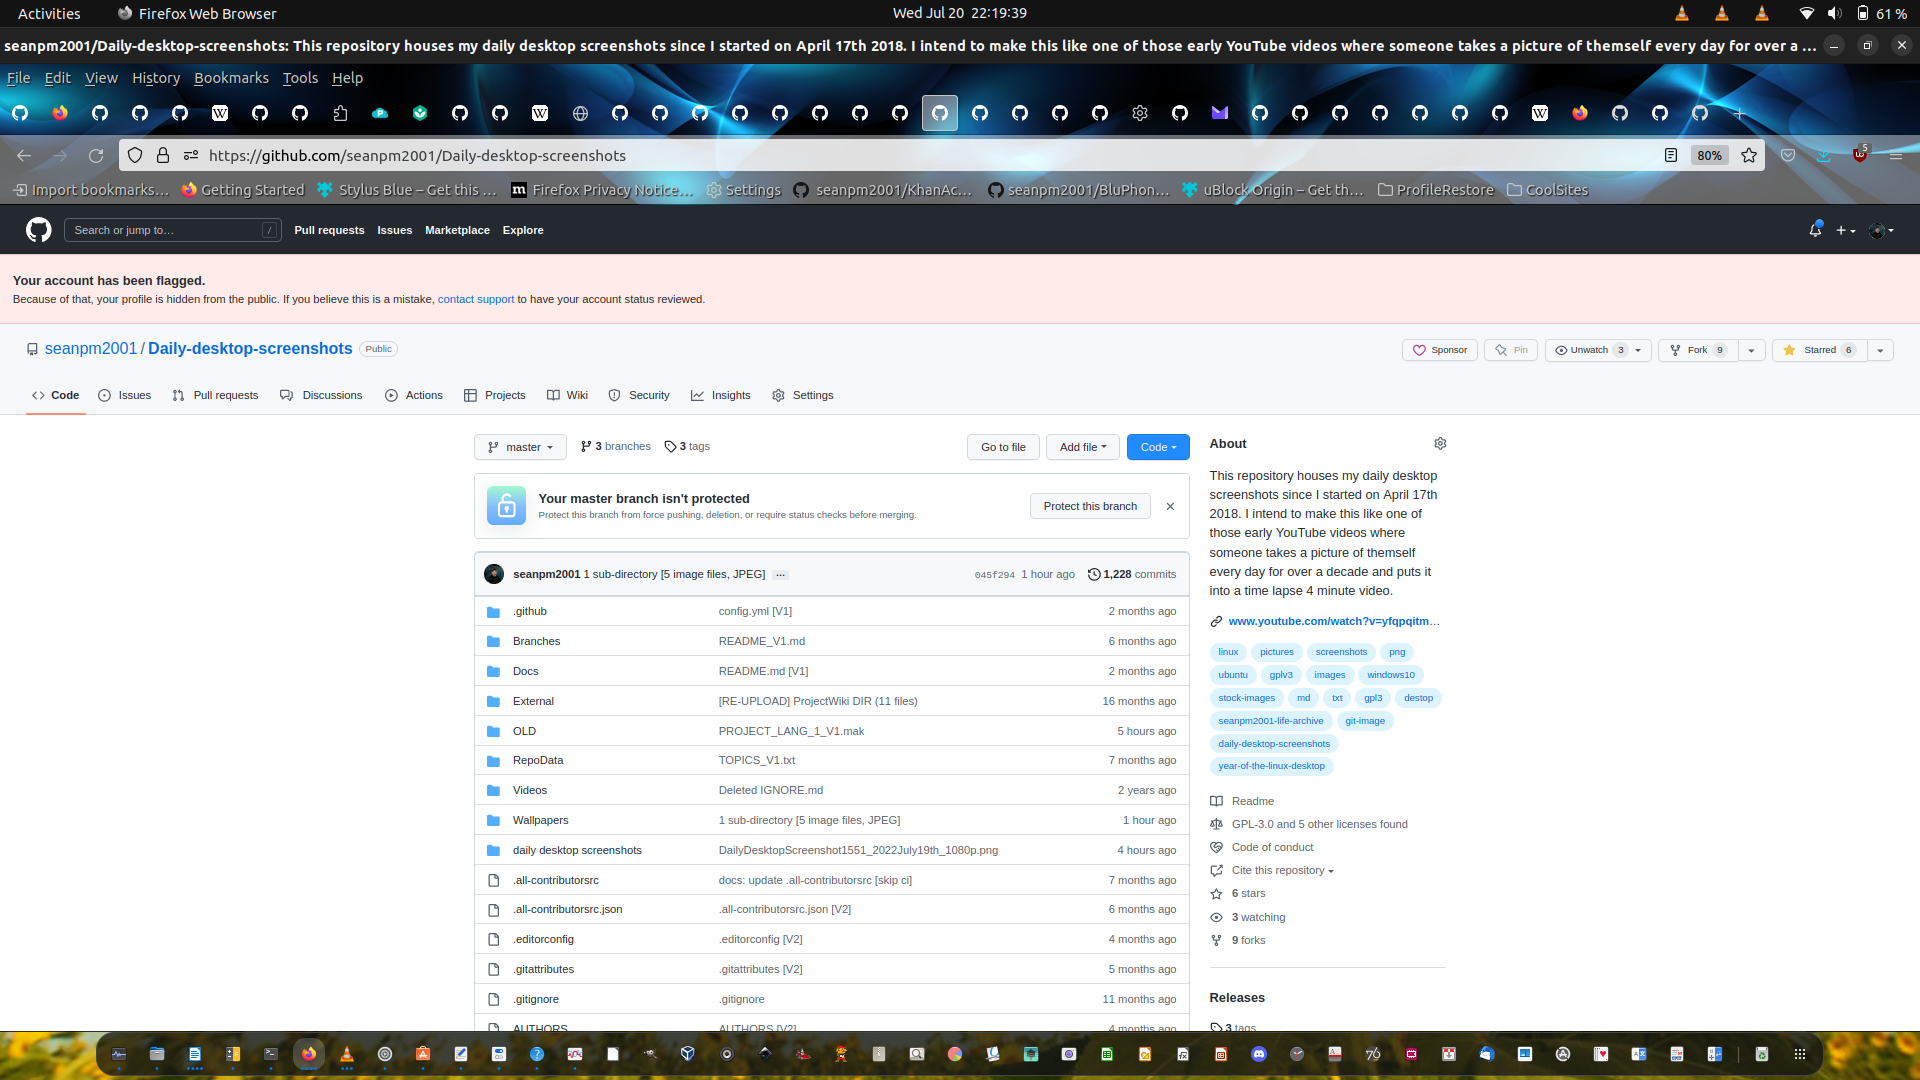 Activities
Firefox Web Browser
Wed Jul 20 22:19:39
61 %
seanpm2001/Daily-desktop-screenshots: This repository houses my daily desktop screenshots since I started on April 17th 2018. I intend to make this like one of those early YouTube videos where someone takes a picture of themself every day for over a ...
File Edit View History Bookmarks Tools Help
https://github.com/seanpm2001/Daily-desktop-screenshots
80%
5
Import bookmarks...
Getting Started
Stylus Blue – Get this ...
Firefox Privacy Notice...
Settings
seanpm2001/KhanAc...
seanpm2001/BluPhon...
uBlock Origin – Get th...
ProfileRestore
CoolSites
Search or jump to...
/
Pull requests
Issues
Marketplace
Explore
Your account has been flagged.
Because of that, your profile is hidden from the public. If you believe this is a mistake, contact support to have your account status reviewed.
seanpm2001 / Daily-desktop-screenshots Public
Sponsor
Pin
Unwatch 3
Fork 9
Starred 6
Code
Issues
Pull requests
Discussions
Actions
Projects
Wiki
Security
Insights
Settings
master
3 branches
3 tags
Go to file
Add file
Code
Your master branch isn't protected
Protect this branch from force pushing, deletion, or require status checks before merging.
Protect this branch
seanpm2001 1 sub-directory [5 image files, JPEG] ...
045f294 1 hour ago
1,228 commits
.github config.yml [V1] 2 months ago
Branches README_V1.md 6 months ago
Docs README.md [V1] 2 months ago
External [RE-UPLOAD] ProjectWiki DIR (11 files) 16 months ago
OLD PROJECT_LANG_1_V1.mak 5 hours ago
RepoData TOPICS_V1.txt 7 months ago
Videos Deleted IGNORE.md 2 years ago
Wallpapers 1 sub-directory [5 image files, JPEG] 1 hour ago
daily desktop screenshots DailyDesktopScreenshot1551_2022July19th_1080p.png 4 hours ago
.all-contributorsrc docs: update .all-contributorsrc [skip ci] 7 months ago
.all-contributorsrc.json .all-contributorsrc.json [V2] 6 months ago
.editorconfig .editorconfig [V2] 4 months ago
.gitattributes .gitattributes [V2] 5 months ago
.gitignore .gitignore 11 months ago
AUTHORS AUTHORS [V2] 4 months ago
About
This repository houses my daily desktop
screenshots since I started on April 17th
2018. I intend to make this like one of
those early YouTube videos where
someone takes a picture of themself
every day for over a decade and puts it
into a time lapse 4 minute video.
www.youtube.com/watch?v=yfqpqitm...
linux pictures screenshots png
ubuntu gplv3 images windows10
stock-images md txt gpl3 destop
seanpm2001-life-archive git-image
daily-desktop-screenshots
year-of-the-linux-desktop
Readme
GPL-3.0 and 5 other licenses found
Code of conduct
Cite this repository
6 stars
3 watching
9 forks
Releases
3 tags